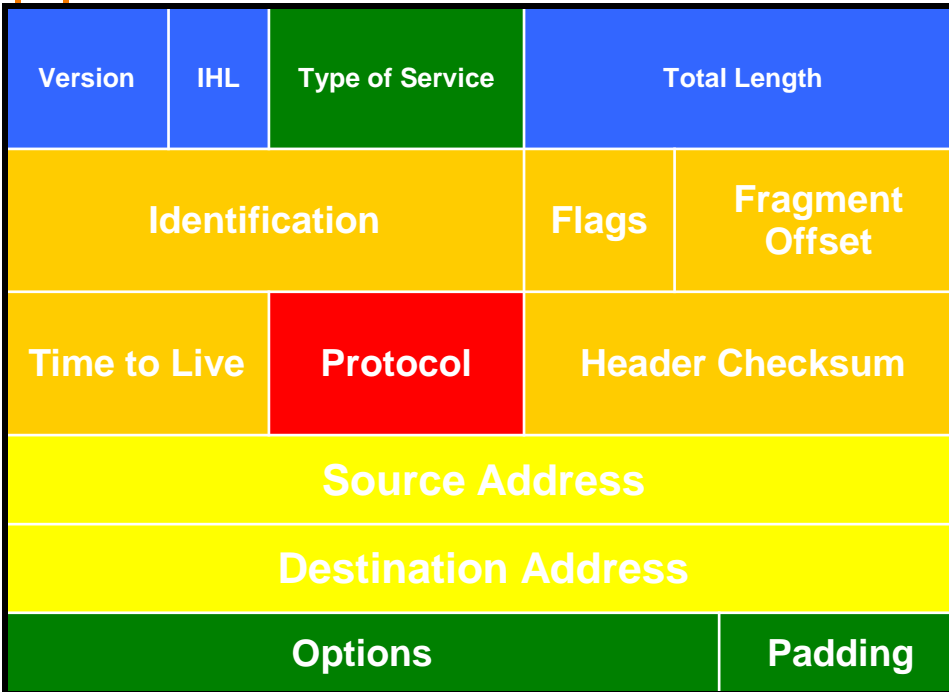 Version IHL Type of Service Total Length
Identification Flags Fragment Offset
Time to Live Protocol Header Checksum
Source Address
Destination Address
Options Padding